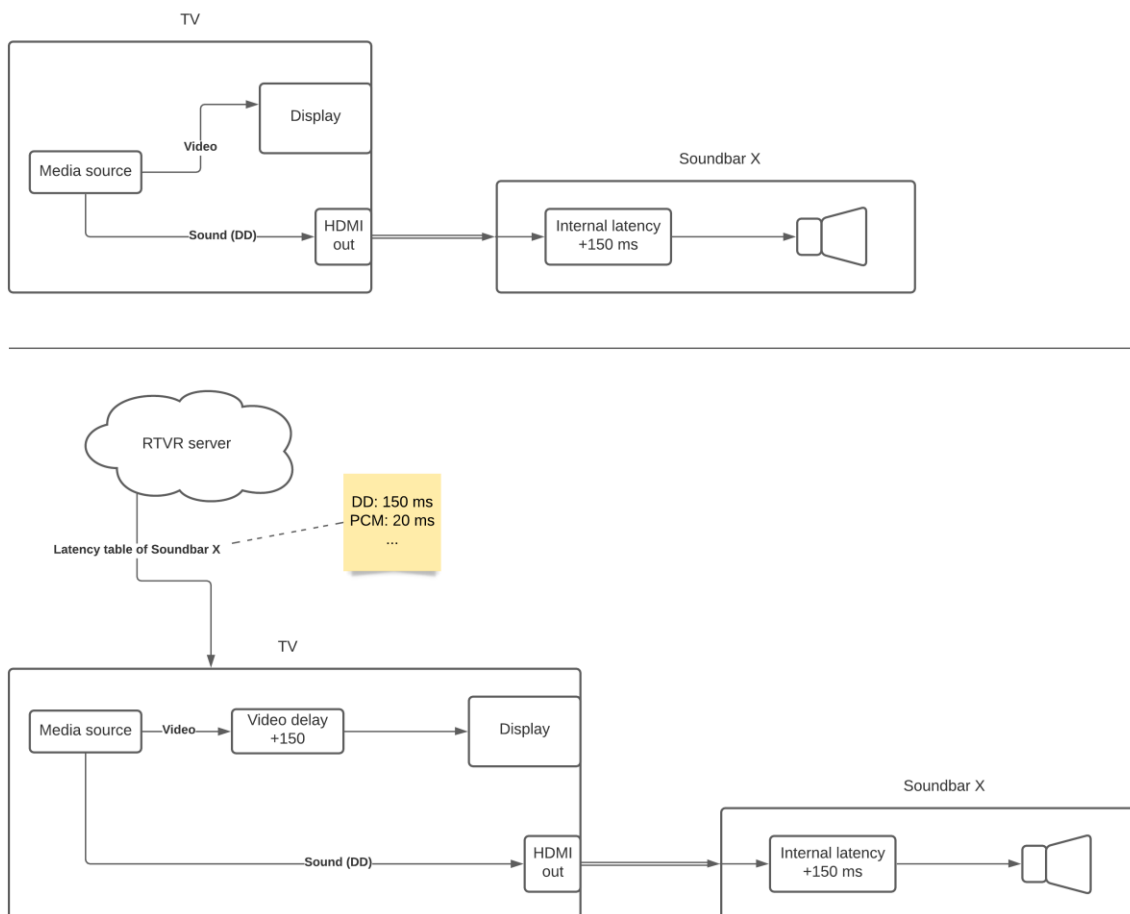 TV
Display
Video
Media source
Soundbar X
Sound (DD)
HDMI
out
Internal latency
+150 ms
RTVR server
DD: 150 ms
PCM: 20 ms
...
Latency table of Soundbar X
TV
Media source
Video
Video delay
+150
Display
Soundbar X
Sound (DD)
HDMI
out
Internal latency
+150 ms